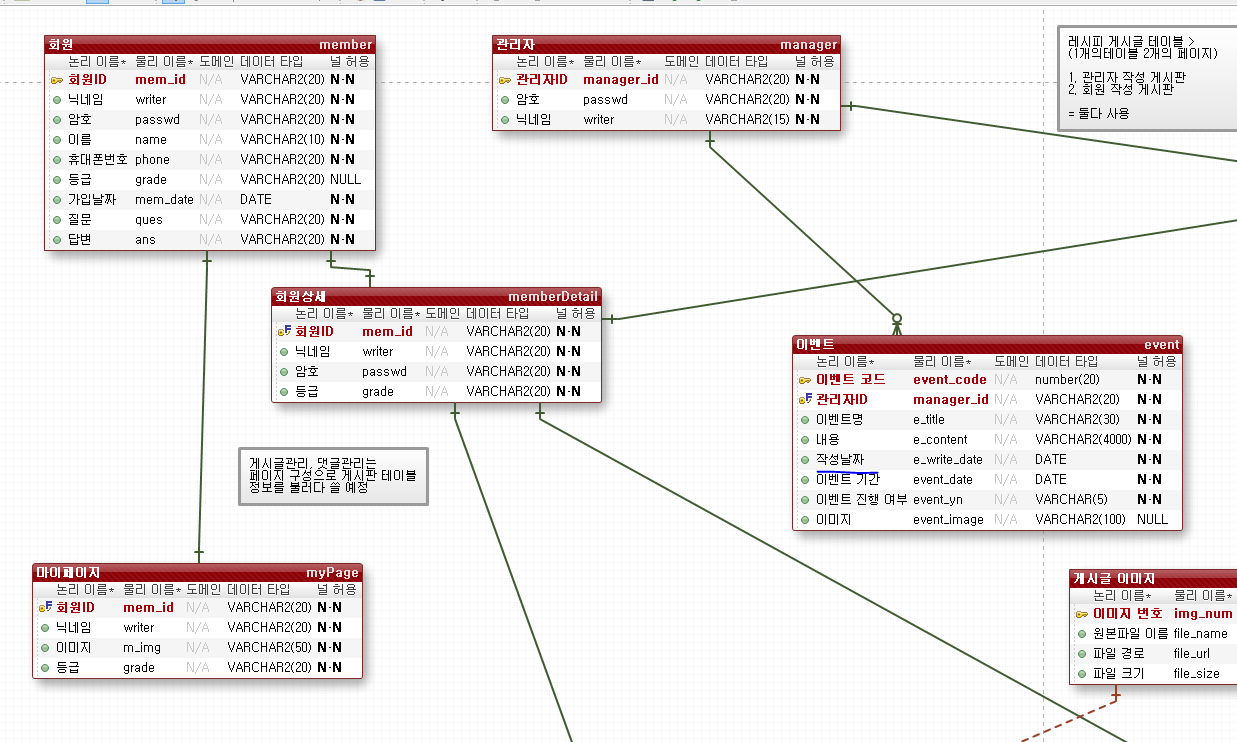 회원 member
논리 이름* 물리 이름* 도메인 데이터 타입 널 허용
회원ID mem_id N/A VARCHAR2(20) N-N
닉네임 writer N/A VARCHAR2(20) N-N
암호 passwd N/A VARCHAR2(20) N-N
이름 name N/A VARCHAR2(10) N-N
휴대폰번호 phone N/A VARCHAR2(20) N-N
등급 grade N/A VARCHAR2(20) NULL
가입날짜 mem_date N/A DATE N-N
질문 ques N/A VARCHAR2(20) N-N
답변 ans N/A VARCHAR2(20) N-N
관리자 manager
논리 이름* 물리 이름* 도메인 데이터 타입 널 허용
관리자ID manager_id N/A VARCHAR2(20) N-N
암호 passwd N/A VARCHAR2(20) N-N
닉네임 writer N/A VARCHAR2(15) N-N
레시피 게시글 테이블 >
(1개의테이블 2개의 페이지)
1. 관리자 작성 게시판
2. 회원 작성 게시판
= 둘다 사용
회원상세 memberDetail
논리 이름* 물리 이름* 도메인 데이터 타입 널 허용
회원ID mem_id N/A VARCHAR2(20) N-N
닉네임 writer N/A VARCHAR2(20) N-N
암호 passwd N/A VARCHAR2(20) N-N
등급 grade N/A VARCHAR2(20) N-N
이벤트 event
논리 이름* 물리 이름* 도메인 데이터 타입 널 허용
이벤트 코드 event_code N/A number(20) N-N
관리자ID manager_id N/A VARCHAR2(20) N-N
이벤트명 e_title N/A VARCHAR2(30) N-N
내용 e_content N/A VARCHAR2(4000) N-N
작성날짜 e_write_date N/A DATE N-N
이벤트 기간 event_date N/A DATE N-N
이벤트 진행 여부 event_yn N/A VARCHAR(5) N-N
이미지 event_image N/A VARCHAR2(100) NULL
게시글관리, 댓글관리는
페이지 구성으로 게시판 테이블
정보를 불러다 쓸 예정
마이페이지 myPage
논리 이름* 물리 이름* 도메인 데이터 타입 널 허용
회원ID mem_id N/A VARCHAR2(20) N-N
닉네임 writer N/A VARCHAR2(20) N-N
이미지 m_img N/A VARCHAR2(50) N-N
등급 grade N/A VARCHAR2(20) N-N
게시글 이미지
논리 이름* 물리 이름*
이미지 번호 img_num
원본파일 이름 file_name
파일 경로 file_url
파일 크기 file_size